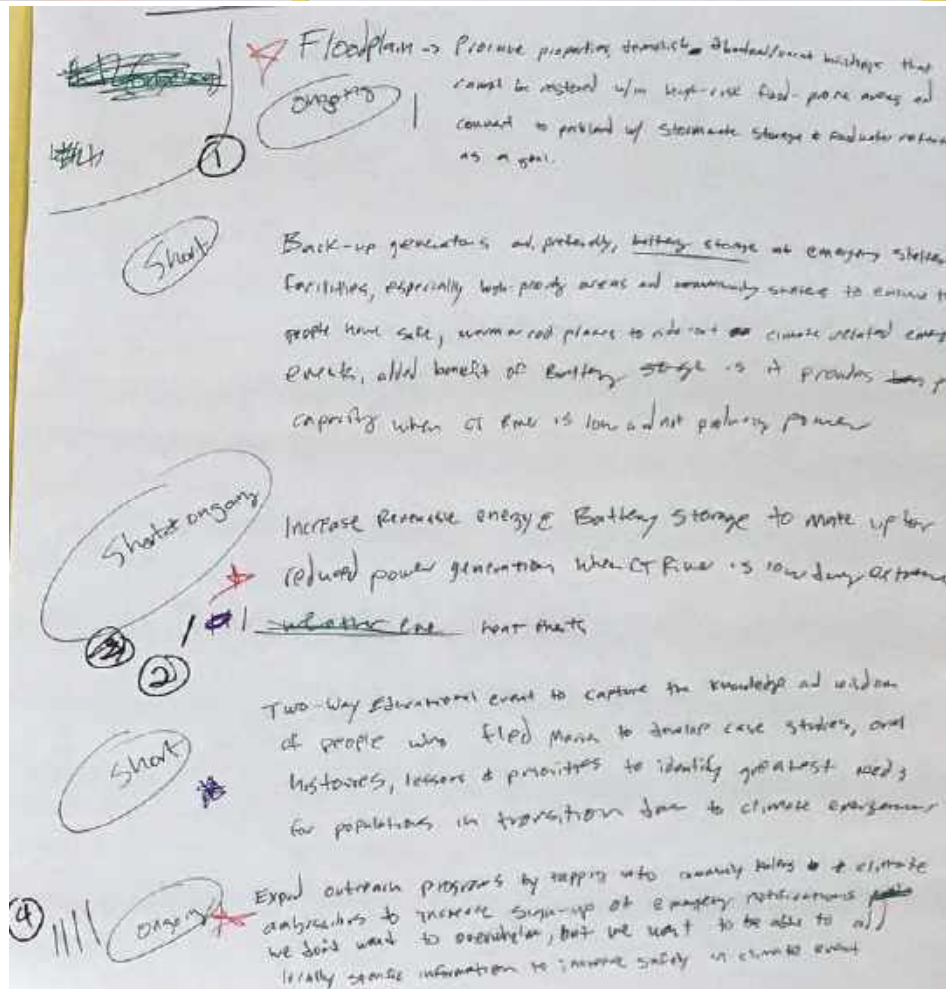 Floodplain -> Procure properties, demolish abandoned/vacant buildings that
ongoing
cannot be restored w/in high-risk flood-prone areas and
convert to w/ stormwater storage & floodwater
as a goal.
1
Short
Back-up generators and, preferably, battery storage at emergency shelter
facilities, especially high-priority areas and community spaces to ensure
people have safe, warm or cool places to ride-out climate related
events, added benefit of Battery storage is it provides
capacity when CT River is low and not producing power
Short & ongoing
Increase Renewable energy & Battery Storage to make up for
reduced power generation when CT River is low during extreme
weather eve heat events
2
Short
Two-Way Educational event to capture the knowledge and wisdom
of people who fled Maria to develop case studies, oral
histories, lessons & priorities to identify greatest needs
for populations in transition due to climate emergencies
4
ongoing
Expand outreach programs by tapping into community & climate
ambassadors to increase sign-up of emergency notifications
we don't want to overwhelm, but we want to be able to add
locally specific information to increase safety in climate event